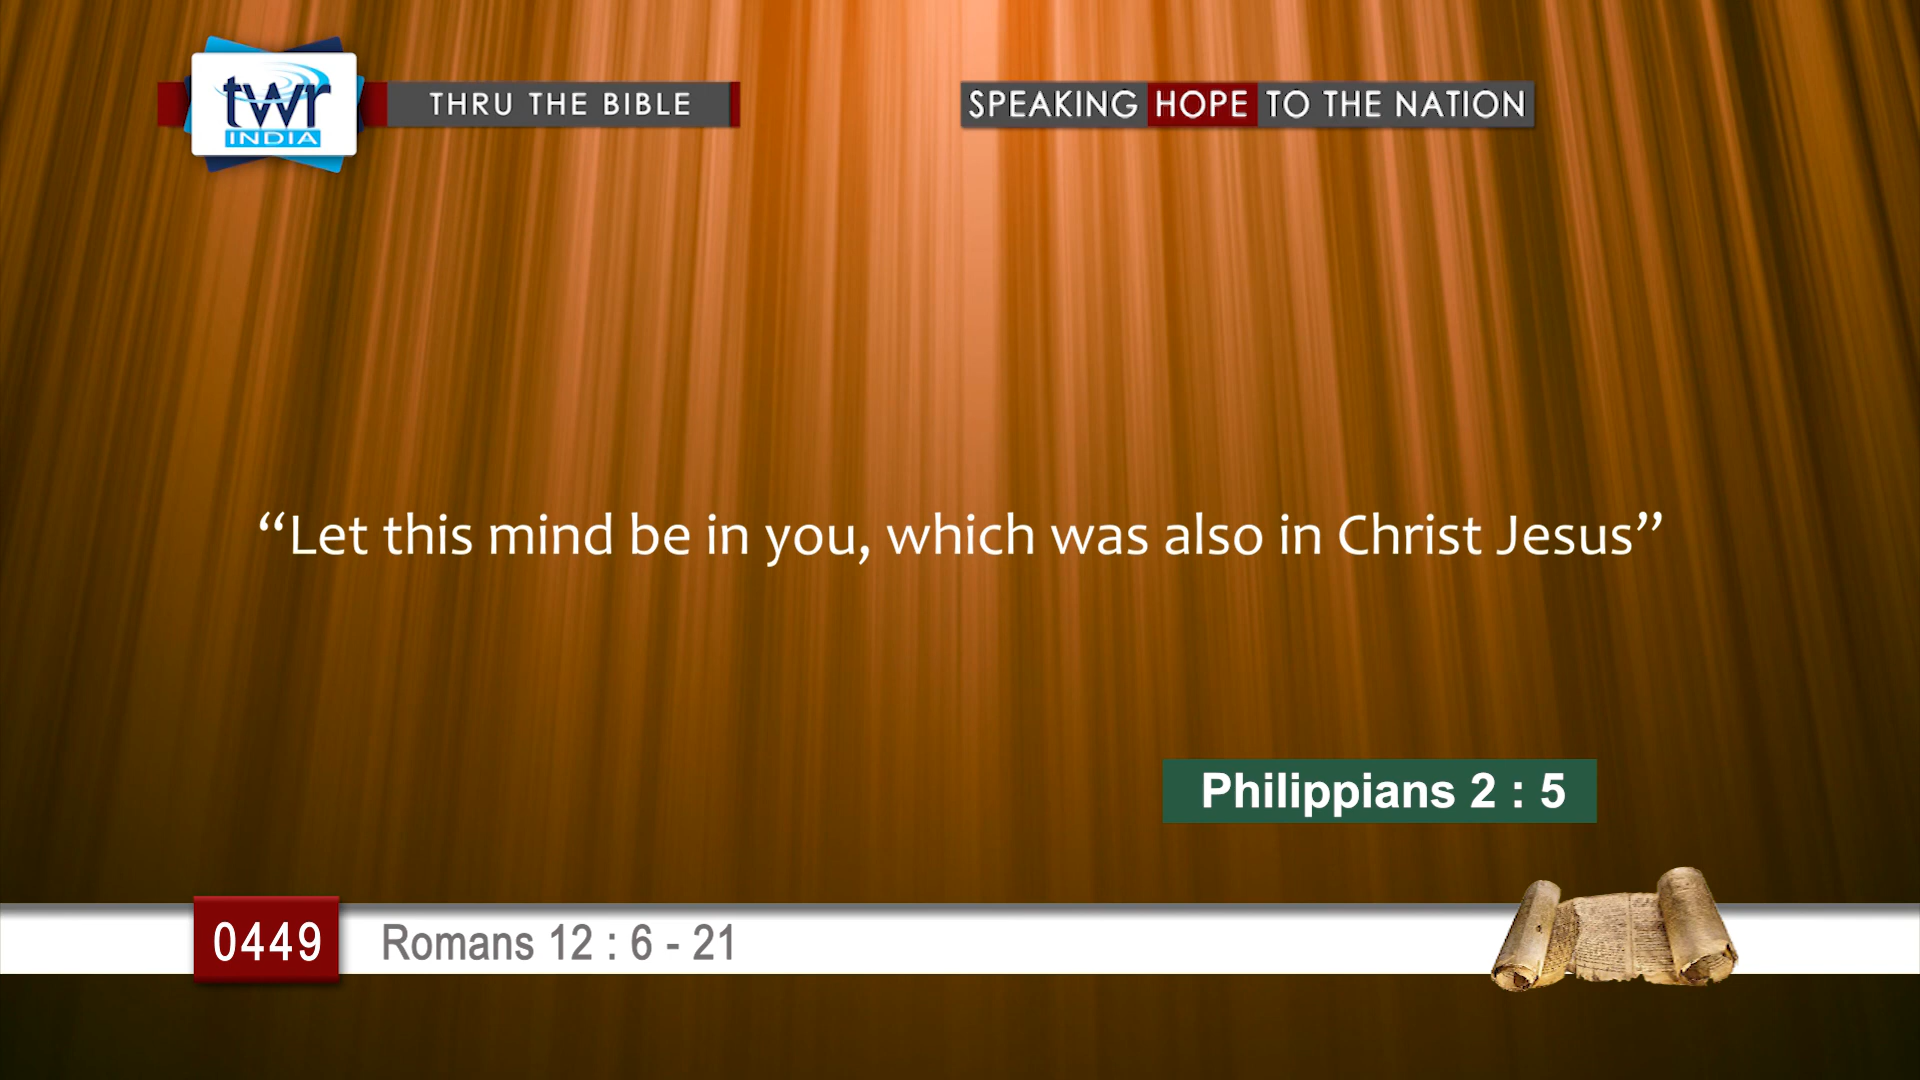 twr
INDIA
THRU THE BIBLE
SPEAKING HOPE TO THE NATION
“Let this mind be in you, which was also in Christ Jesus”
Philippians 2 : 5
0449
Romans 12 : 6 - 21